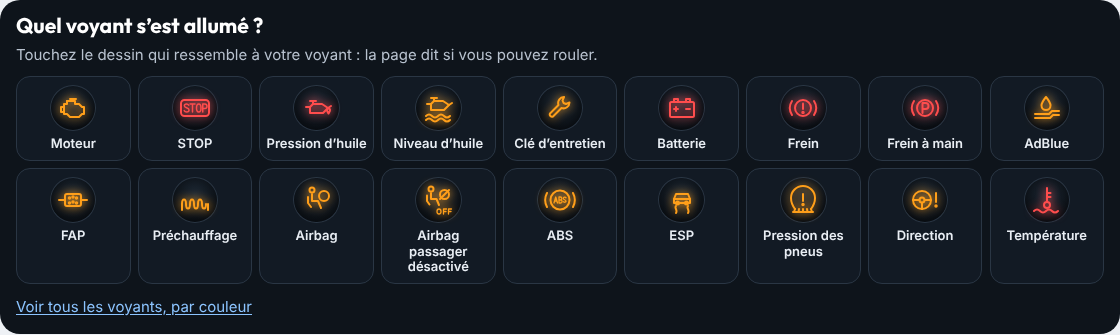 Quel voyant s’est allumé ?
Touchez le dessin qui ressemble à votre voyant : la page dit si vous pouvez rouler.
STOP
(P)
Moteur
STOP
Pression d’huile
Niveau d’huile
Clé d’entretien
Batterie
Frein
Frein à main
AdBlue
OFF
ABS
FAP
Préchauffage
Airbag
Airbag
passager
désactivé
ABS
ESP
Pression des
pneus
Direction
Température
Voir tous les voyants, par couleur